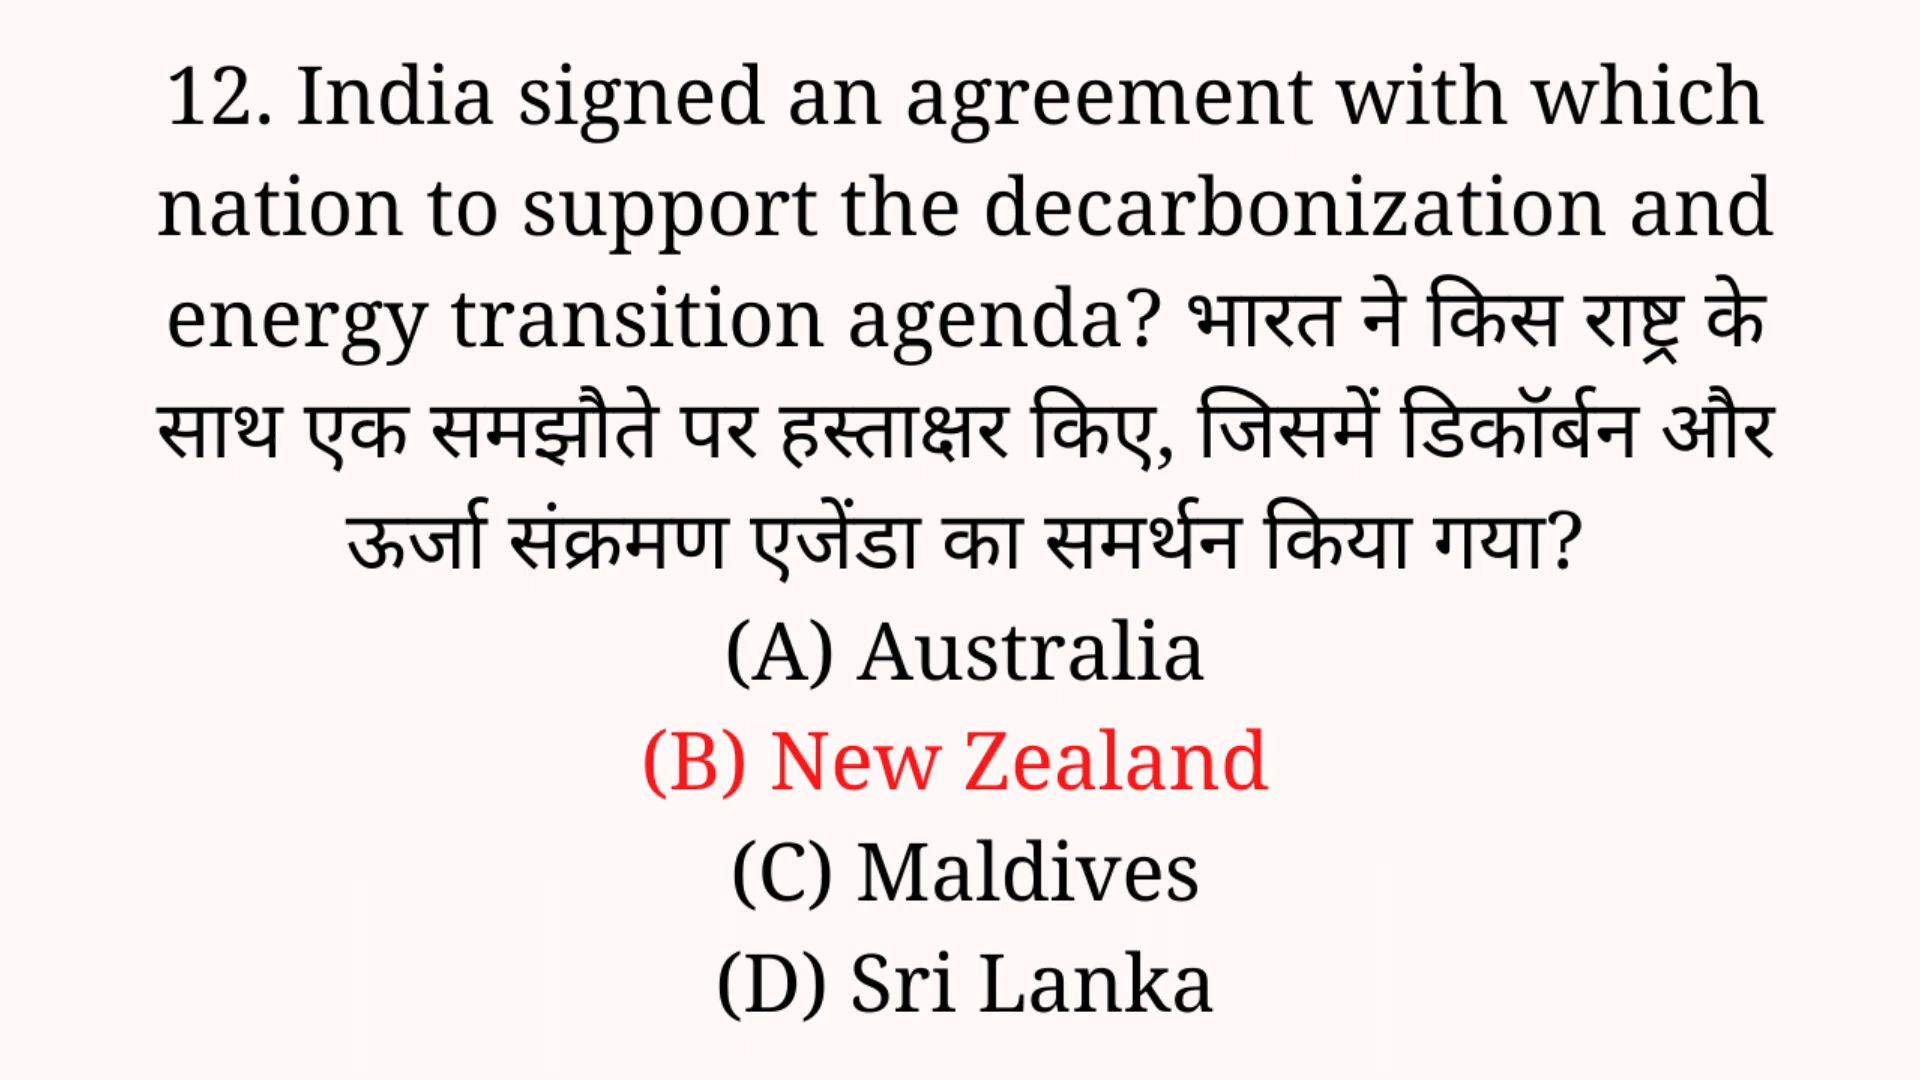 12. India signed an agreement with which
nation to support the decarbonization and
energy transition agenda? भारत ने किस राष्ट्र के
साथ एक समझौते पर हस्ताक्षर किए, जिसमें डिकॉर्बन और
ऊर्जा संक्रमण एजेंडा का समर्थन किया गया?
(A) Australia
(B) New Zealand
(C) Maldives
(D) Sri Lanka